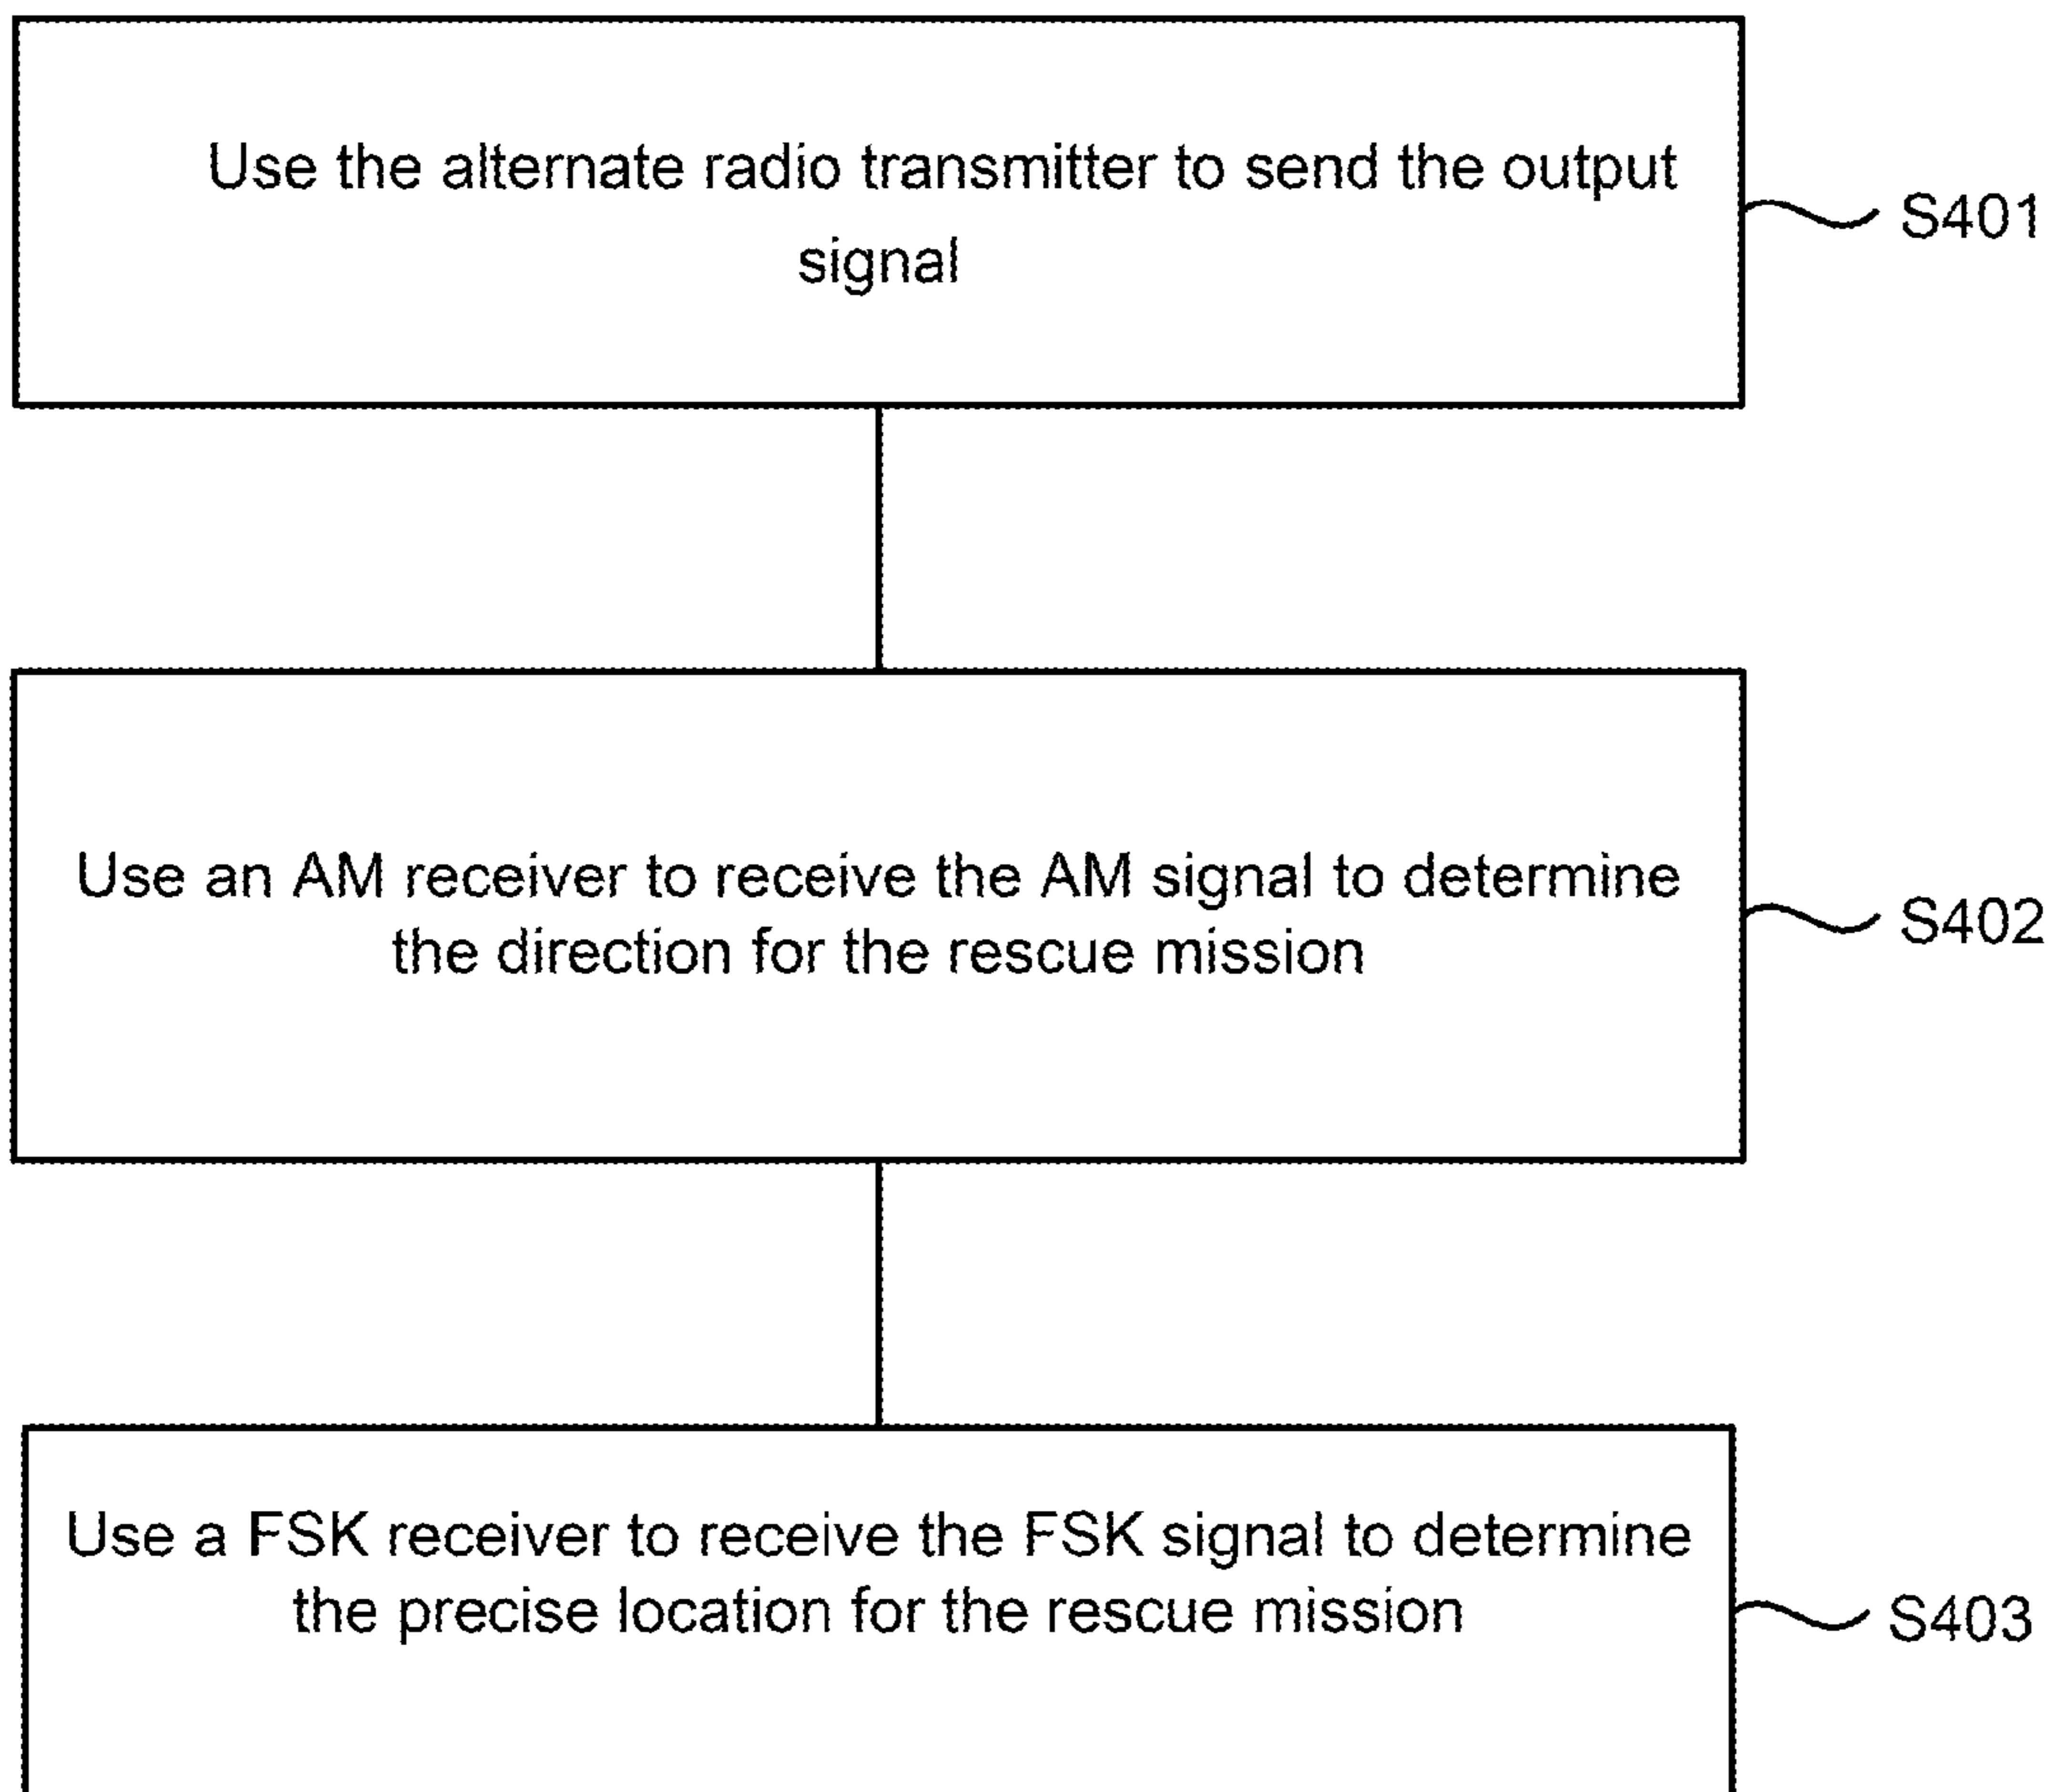 Use the alternate radio transmitter to send the output
signal
S401
Use an AM receiver to receive the AM signal to determine
the direction for the rescue mission
S402
Use a FSK receiver to receive the FSK signal to determine
the precise location for the rescue mission
S403